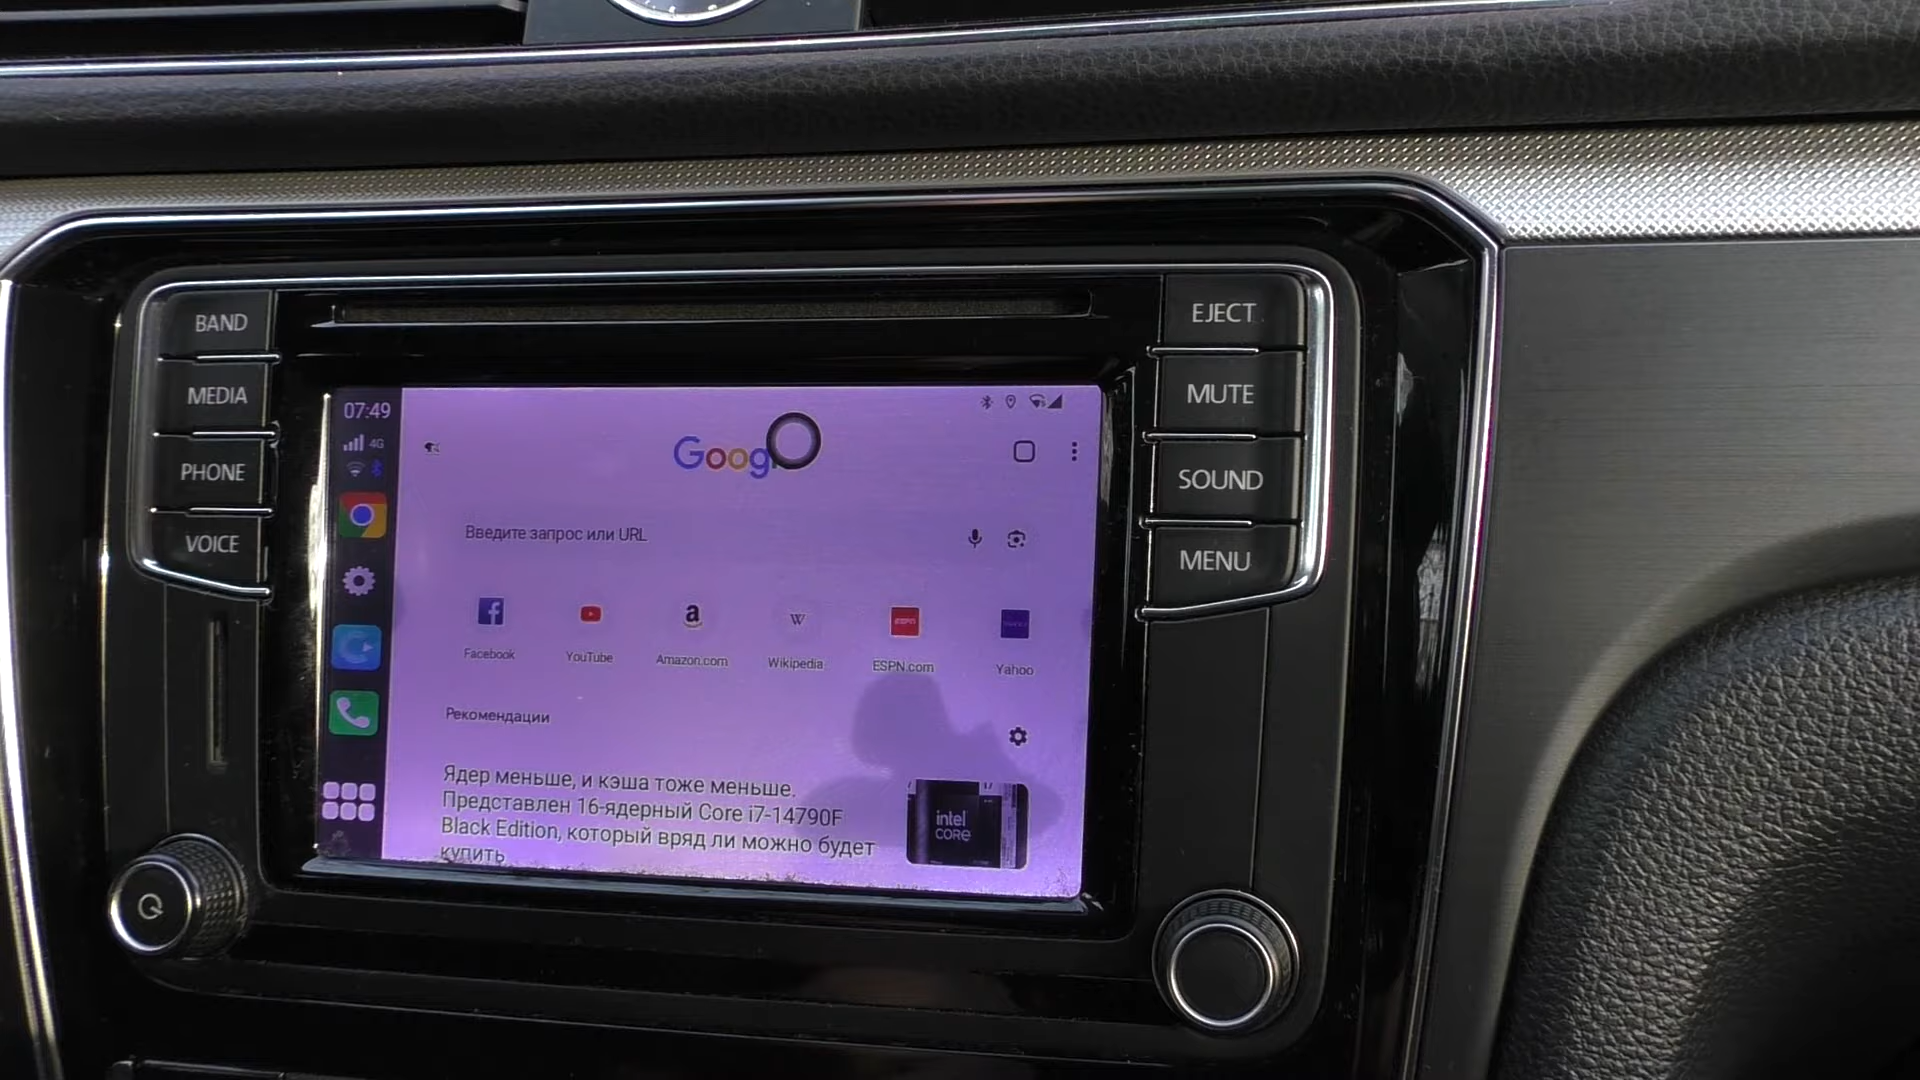 BAND
MEDIA
PHONE
VOICE
EJECT
MUTE
SOUND
MENU
07:49
4G
Введите запрос или URL
Facebook
YouTube
Amazon.com
Wikipedia
ESPN.com
Yahoo
Рекомендации
Ядер меньше, и кэша тоже меньше.
Представлен 16-ядерный Core i7-14790F
Black Edition, который вряд ли можно будет
купить
intel
CORE